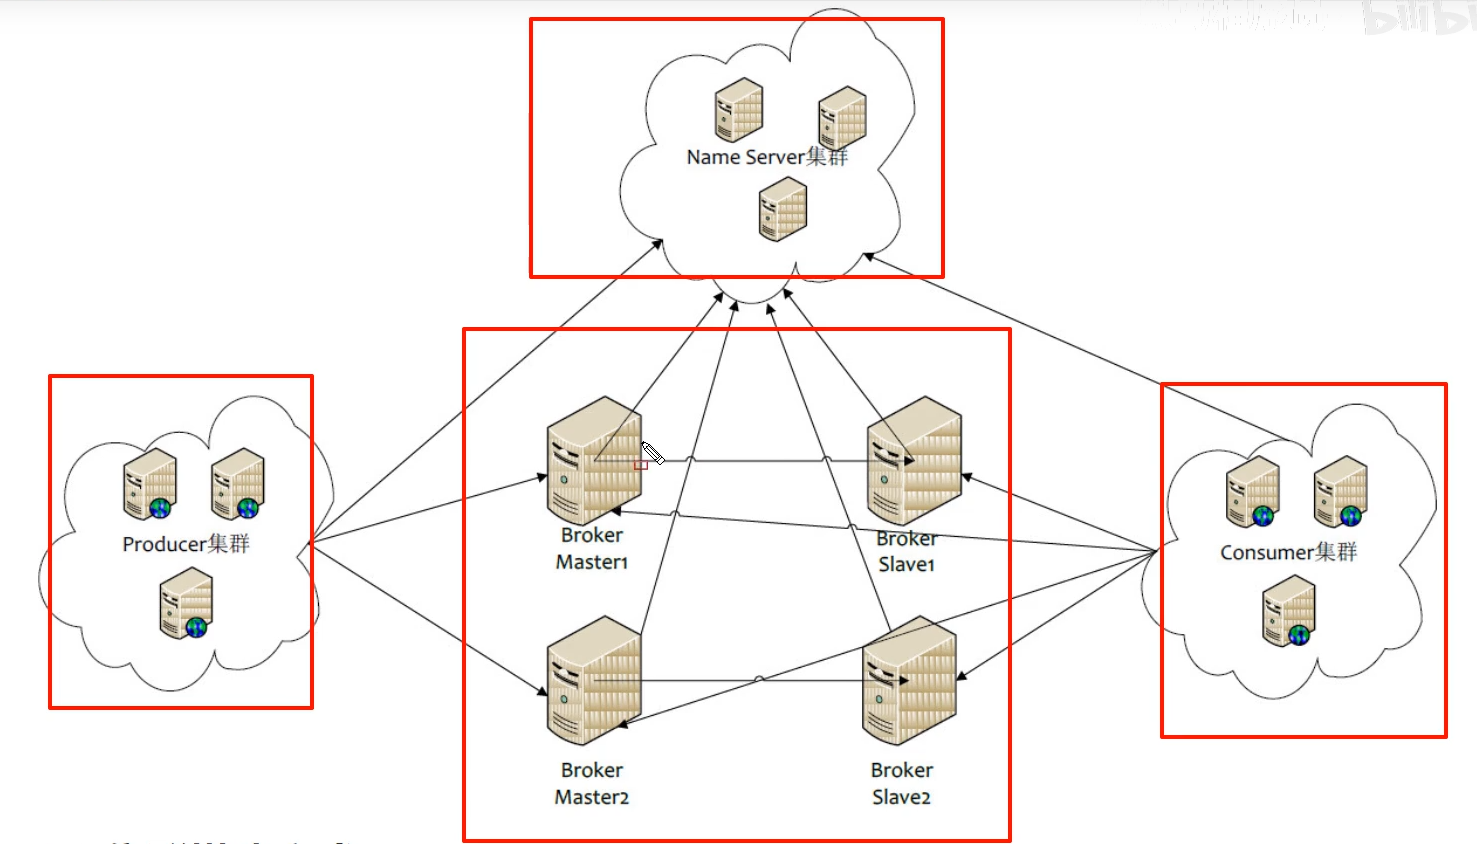 Name Server集群
Producer集群
Broker
Master1
Broker
Slave1
Consumer集群
Broker
Master2
Broker
Slave2